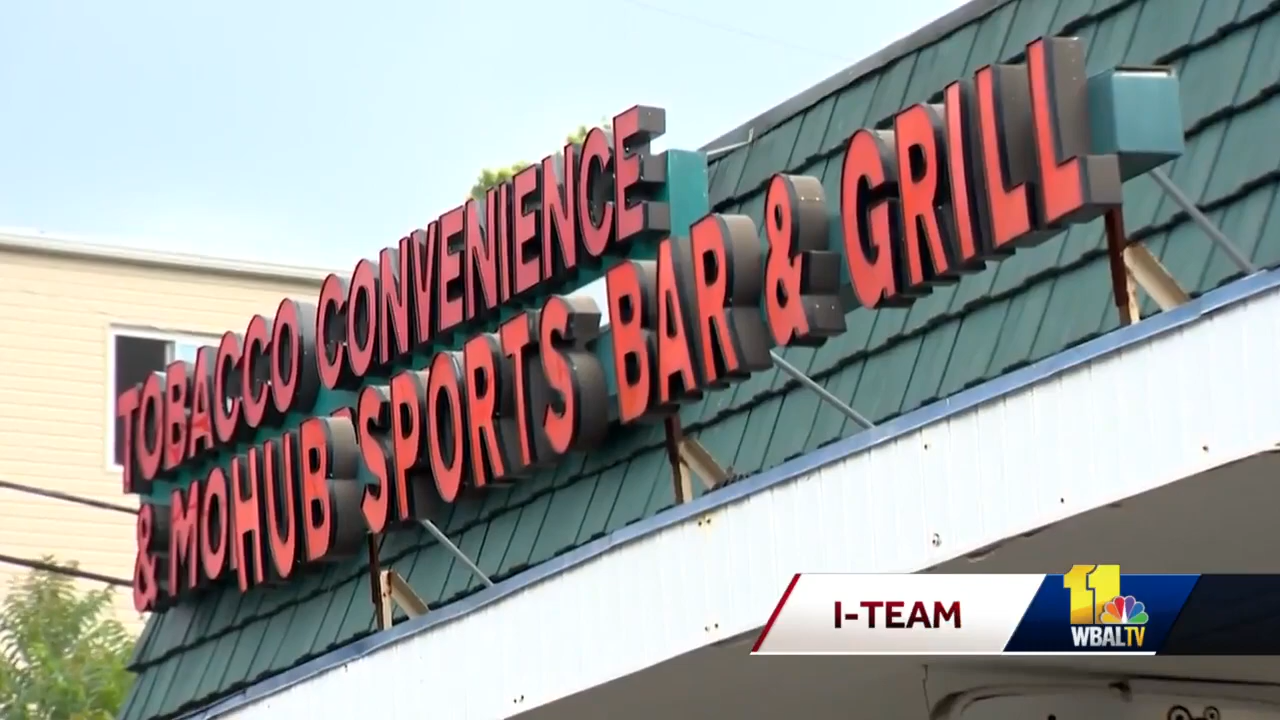 TOBACCO CONVENIENCE
& MOHUB SPORTS BAR & GRILL
I-TEAM
11
WBALTV